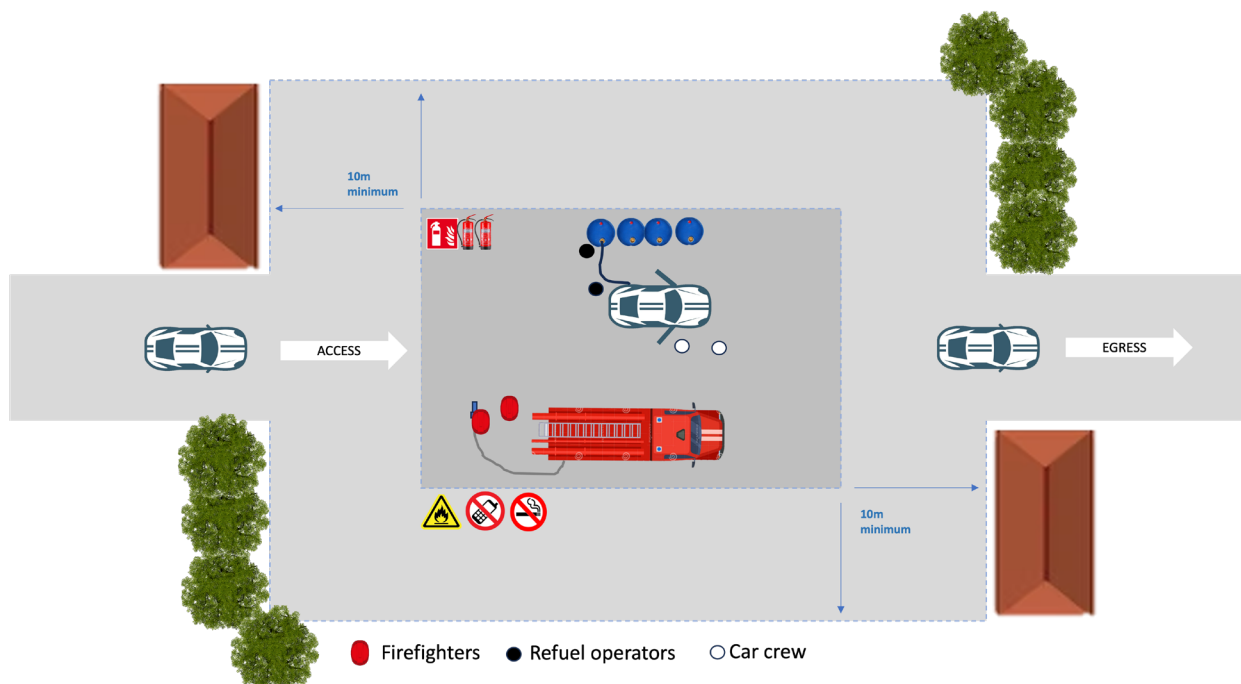 10m
minimum
ACCESS
EGRESS
10m
minimum
Firefighters
Refuel operators
Car crew